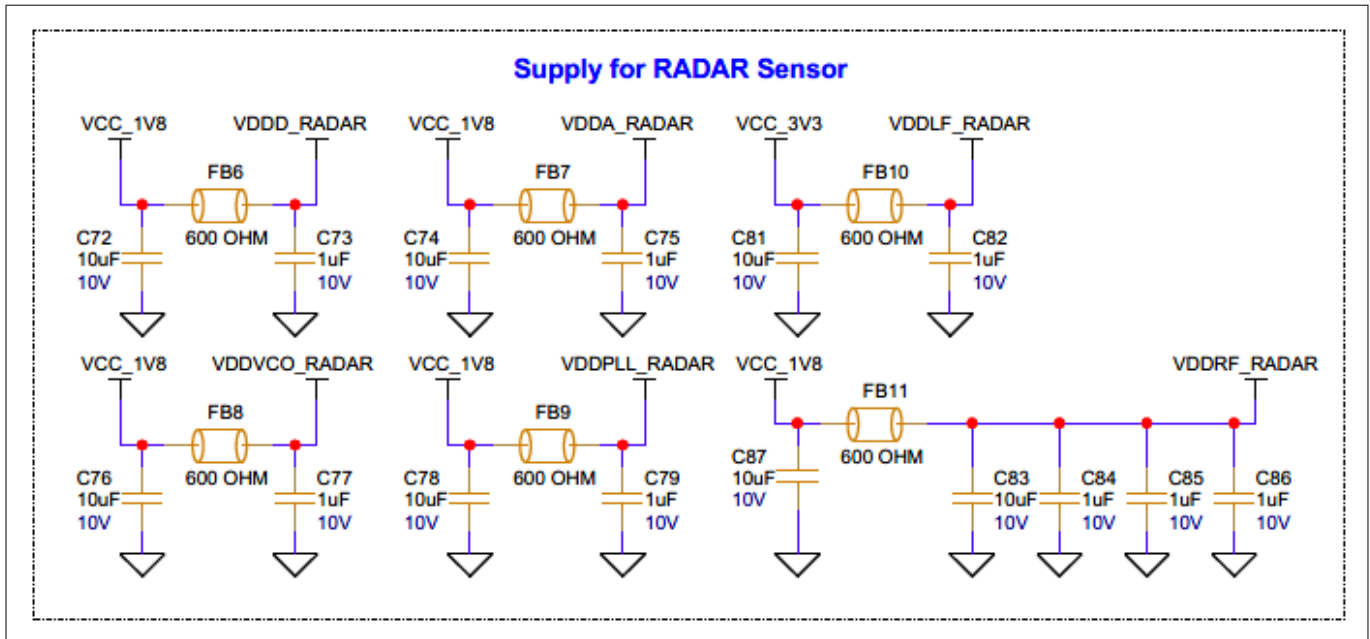 Supply for RADAR Sensor
VCC_1V8 VDDD_RADAR VCC_1V8 VDDA_RADAR VCC_3V3 VDDLF_RADAR
FB6 FB7 FB10
600 OHM 600 OHM 600 OHM
C72 C73 C74 C75 C81 C82
10uF 1uF 10uF 1uF 10uF 1uF
10V 10V 10V 10V 10V 10V
VCC_1V8 VDDVCO_RADAR VCC_1V8 VDDPLL_RADAR VCC_1V8 VDDRF_RADAR
FB8 FB9 FB11
600 OHM 600 OHM 600 OHM
C76 C77 C78 C79 C87 C83 C84 C85 C86
10uF 1uF 10uF 1uF 10uF 10uF 1uF 1uF 1uF
10V 10V 10V 10V 10V 10V 10V 10V 10V